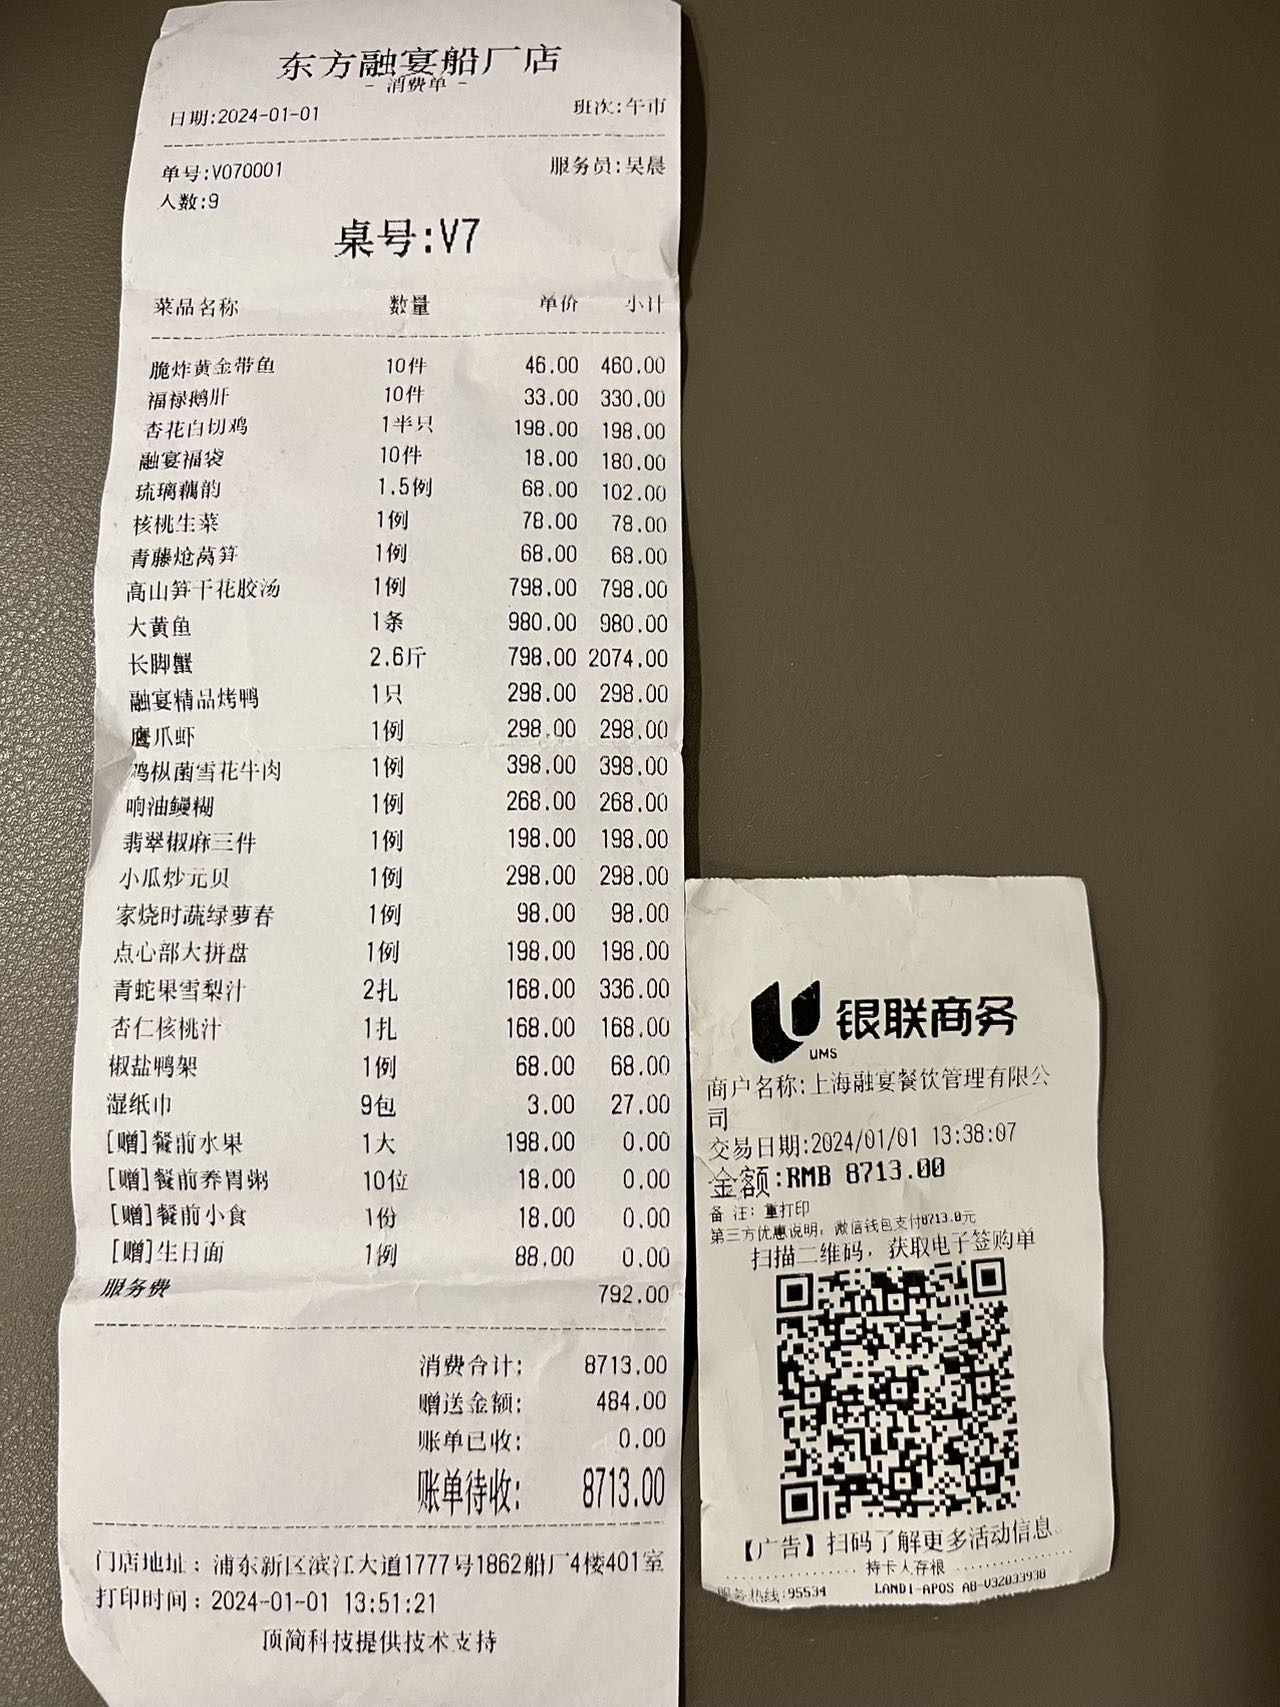 东方融宴船厂店
- 消费单 -
日期:2024-01-01 班次:午市
单号:V070001 服务员:吴晨
人数:9
桌号:V7
菜品名称 数量 单价 小计
脆炸黄金带鱼 10件 46.00 460.00
福禄鹅肝 10件 33.00 330.00
杏花白切鸡 1半只 198.00 198.00
融宴福袋 10件 18.00 180.00
琉璃藕韵 1.5例 68.00 102.00
核桃生菜 1例 78.00 78.00
青藤炝莴笋 1例 68.00 68.00
高山笋干花胶汤 1例 798.00 798.00
大黄鱼 1条 980.00 980.00
长脚蟹 2.6斤 798.00 2074.00
融宴精品烤鸭 1只 298.00 298.00
鹰爪虾 1例 298.00 298.00
鸡枞菌雪花牛肉 1例 398.00 398.00
响油鳗糊 1例 268.00 268.00
翡翠椒麻三件 1例 198.00 198.00
小瓜炒元贝 1例 298.00 298.00
家烧时蔬绿萝春 1例 98.00 98.00
点心部大拼盘 1例 198.00 198.00
青蛇果雪梨汁 2扎 168.00 336.00
杏仁核桃汁 1扎 168.00 168.00
椒盐鸭架 1例 68.00 68.00
湿纸巾 9包 3.00 27.00
[赠]餐前水果 1大 198.00 0.00
[赠]餐前养胃粥 10位 18.00 0.00
[赠]餐前小食 1份 18.00 0.00
[赠]生日面 1例 88.00 0.00
服务费 792.00
消费合计: 8713.00
赠送金额: 484.00
账单已收: 0.00
账单待收: 8713.00
门店地址：浦东新区滨江大道1777号1862船厂4楼401室
打印时间：2024-01-01 13:51:21
顶简科技提供技术支持
银联商务
UMS
商户名称:上海融宴餐饮管理有限公
司
交易日期:2024/01/01 13:38:07
金额:RMB 8713.00
备 注: 重打印
第三方优惠说明: 微信钱包支付8713.0元
扫描二维码，获取电子签购单
【广告】扫码了解更多活动信息。
持卡人存根
服务热线:95534 LANDI-APOS A8-V32033938